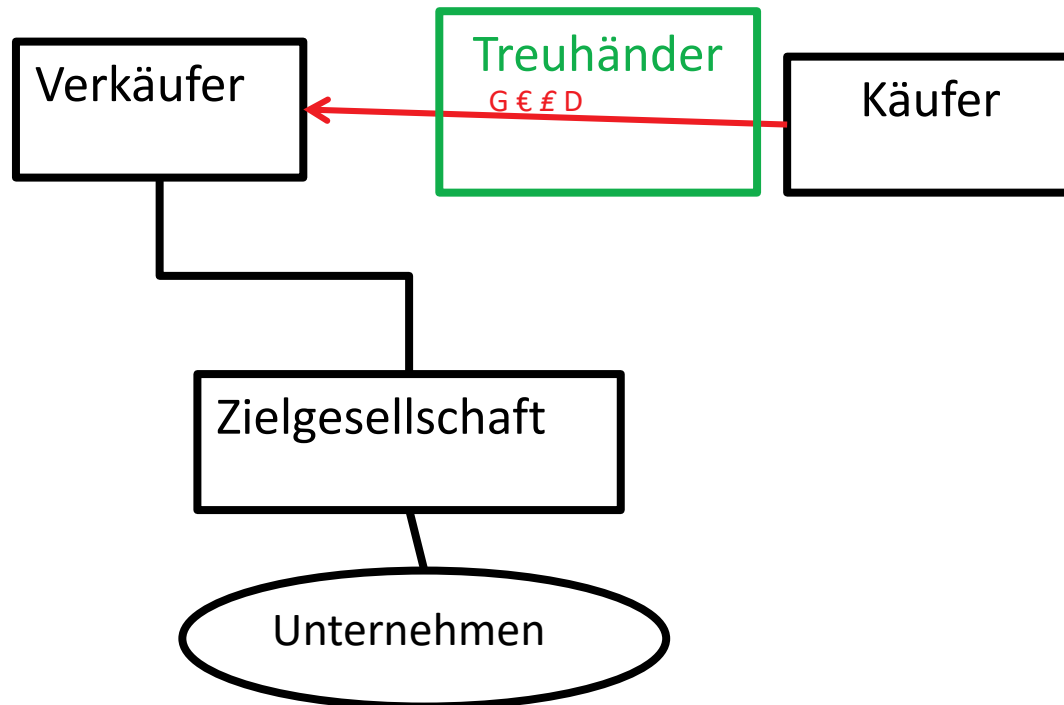 Verkäufer
Treuhänder
G € ₤ D
Käufer
Zielgesellschaft
Unternehmen